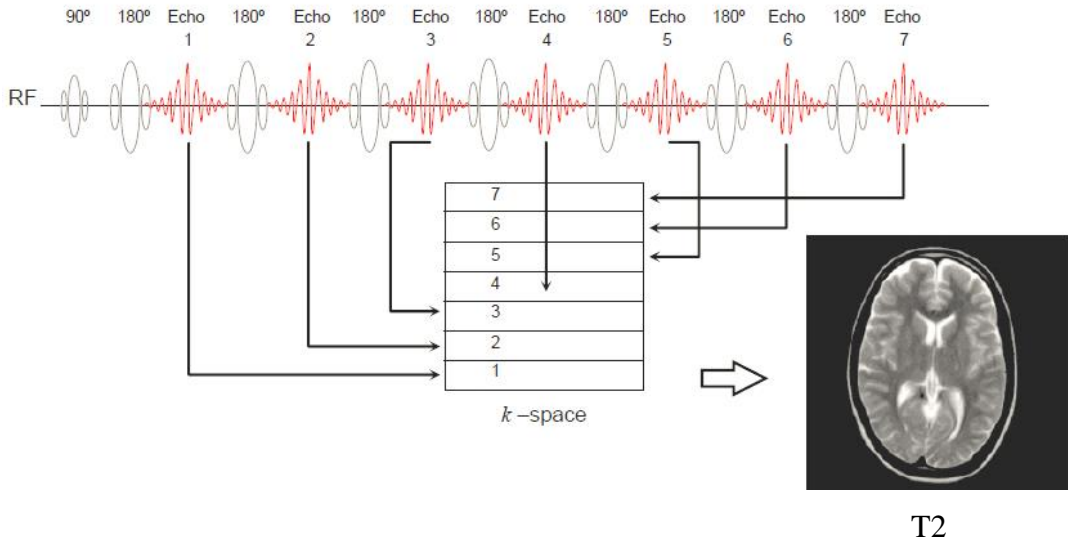 90º 180º Echo 180º Echo 180º Echo 180º Echo 180º Echo 180º Echo 180º Echo
1 2 3 4 5 6 7
RF
7
6
5
4
3
2
1
k –space
T2